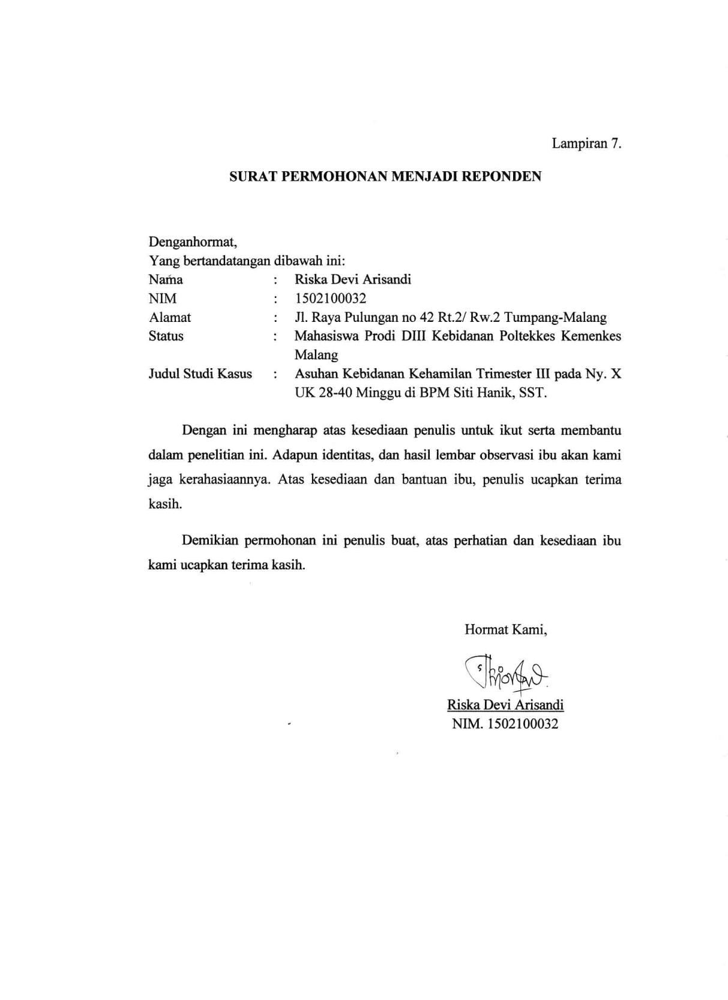 Lampiran 7.
SURAT PERMOHONAN MENJADI REPONDEN
Denganhormat,
Yang bertandatangan dibawah ini:
Nama : Riska Devi Arisandi
NIM : 1502100032
Alamat : Jl. Raya Pulungan no 42 Rt.2/ Rw.2 Tumpang-Malang
Status : Mahasiswa Prodi DIII Kebidanan Poltekkes Kemenkes
Malang
Judul Studi Kasus : Asuhan Kebidanan Kehamilan Trimester III pada Ny. X
UK 28-40 Minggu di BPM Siti Hanik, SST.
Dengan ini mengharap atas kesediaan penulis untuk ikut serta membantu
dalam penelitian ini. Adapun identitas, dan hasil lembar observasi ibu akan kami
jaga kerahasiaannya. Atas kesediaan dan bantuan ibu, penulis ucapkan terima
kasih.
Demikian permohonan ini penulis buat, atas perhatian dan kesediaan ibu
kami ucapkan terima kasih.
Hormat Kami,
Riska Devi Arisandi
NIM. 1502100032